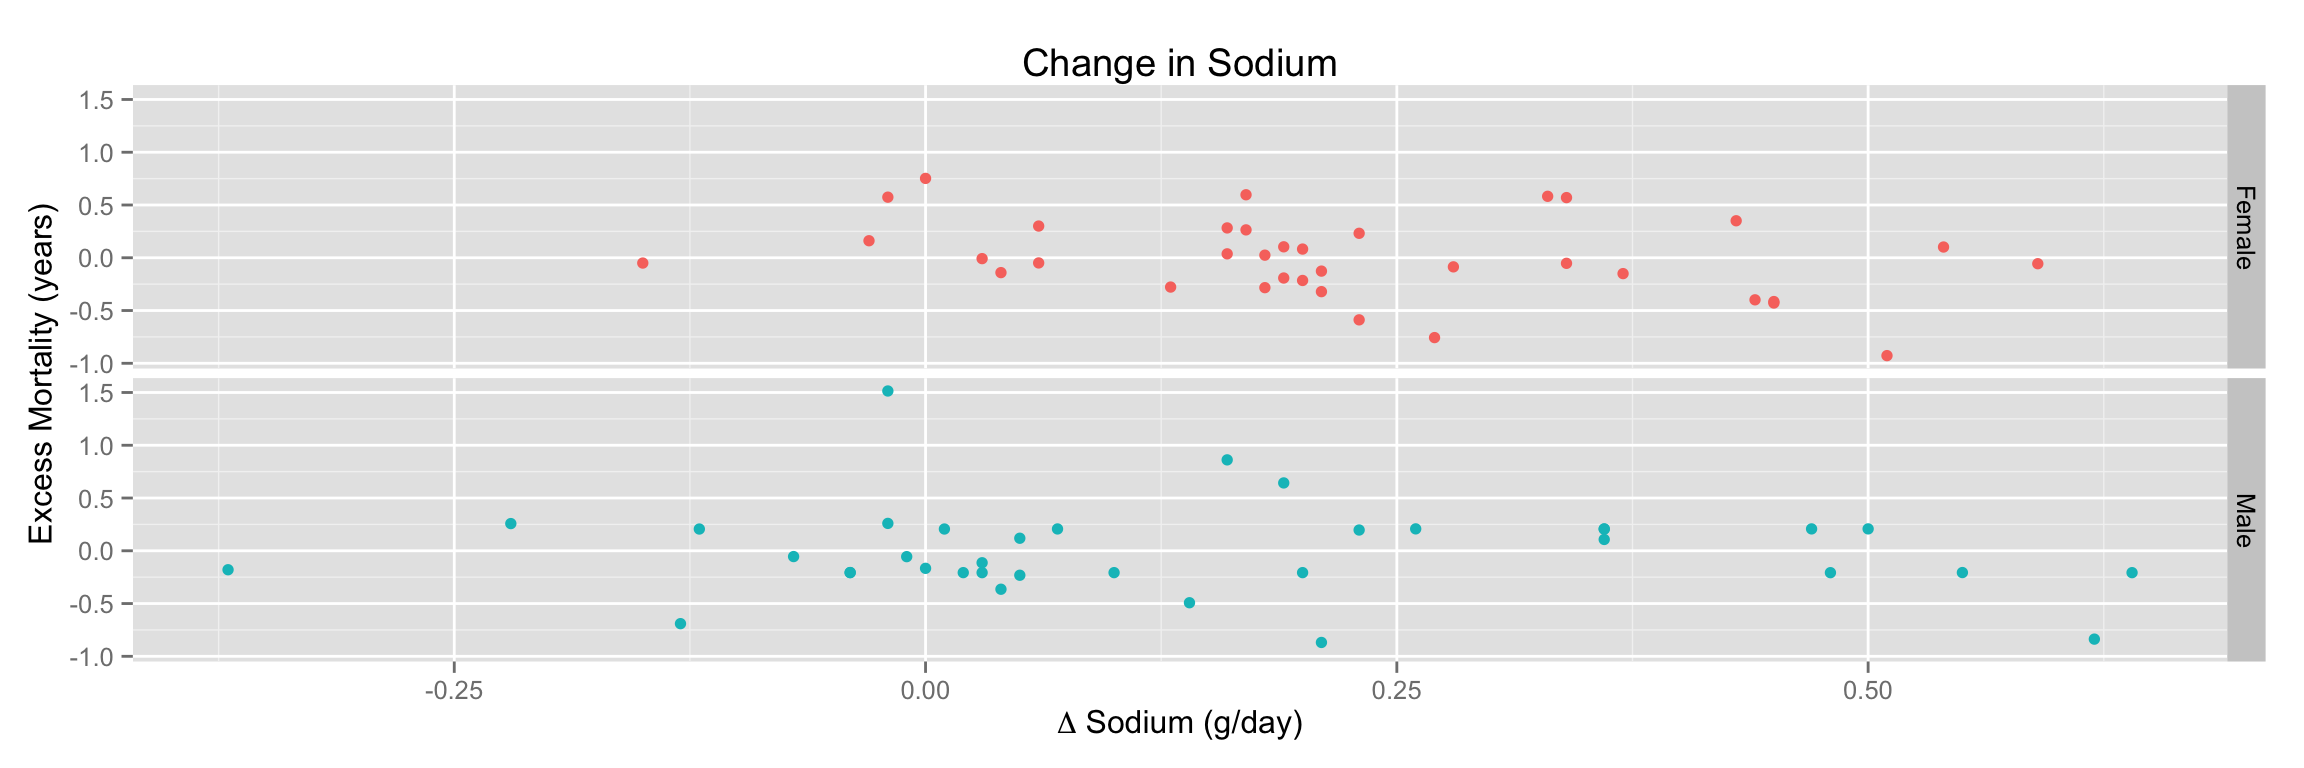 Change in Sodium
Excess Mortality (years)
1.5
1.0
0.5
0.0
-0.5
-1.0
Female
1.5
1.0
0.5
0.0
-0.5
-1.0
Male
-0.25 0.00 0.25 0.50
Δ Sodium (g/day)